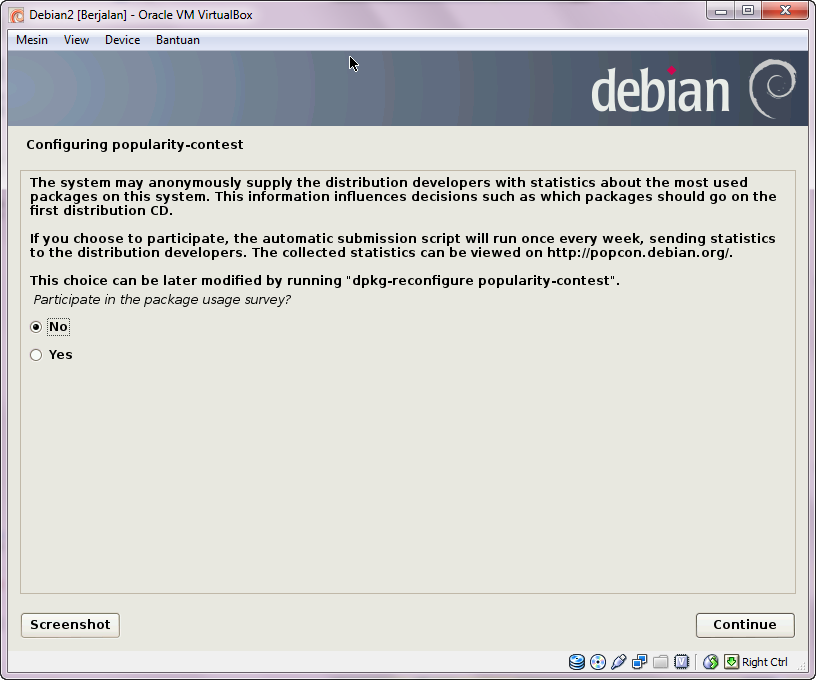 Debian2 [Berjalan] - Oracle VM VirtualBox
Mesin View Device Bantuan
debian
Configuring popularity-contest
The system may anonymously supply the distribution developers with statistics about the most used
packages on this system. This information influences decisions such as which packages should go on the
first distribution CD.
If you choose to participate, the automatic submission script will run once every week, sending statistics
to the distribution developers. The collected statistics can be viewed on http://popcon.debian.org/.
This choice can be later modified by running "dpkg-reconfigure popularity-contest".
Participate in the package usage survey?
No
Yes
Screenshot Continue
Right Ctrl